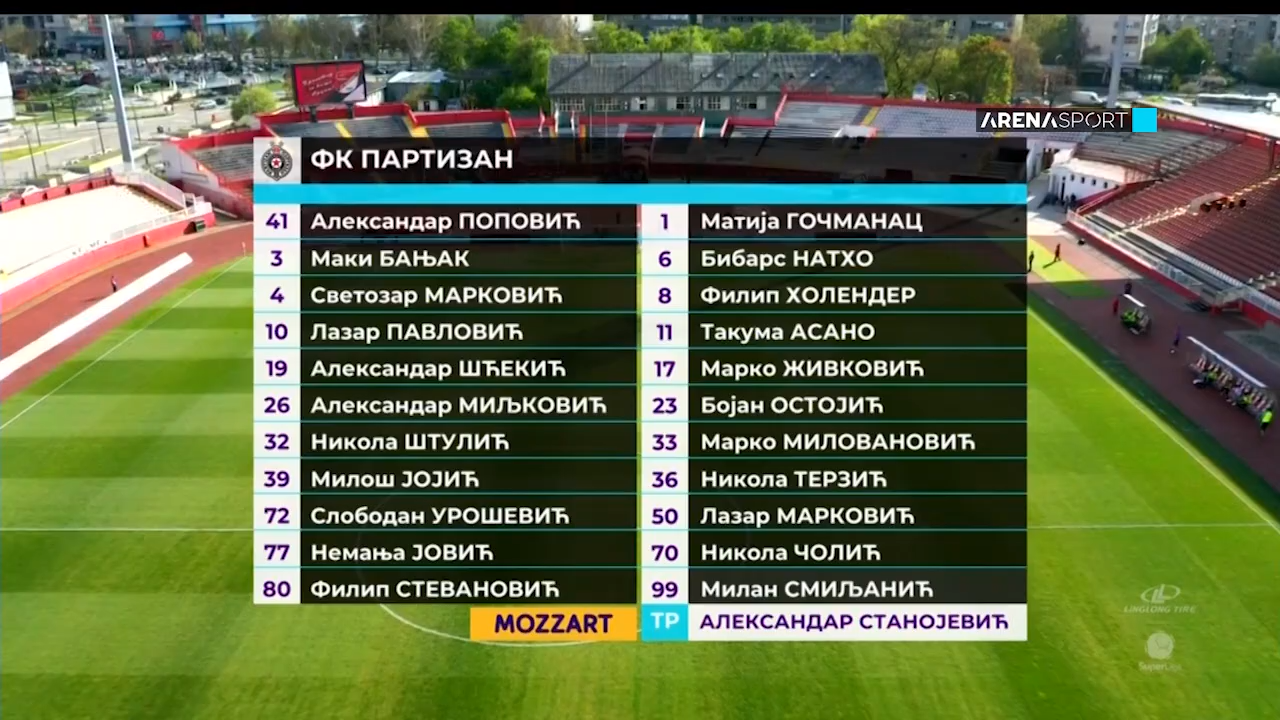 ARENASPORT
ФК ПАРТИЗАН
41 Александар ПОПОВИЋ
3 Маки БАЊАК
4 Светозар МАРКОВИЋ
10 Лазар ПАВЛОВИЋ
19 Александар ШЋЕКИЋ
26 Александар МИЉКОВИЋ
32 Никола ШТУЛИЋ
39 Милош ЈОЈИЋ
72 Слободан УРОШЕВИЋ
77 Немања ЈОВИЋ
80 Филип СТЕВАНОВИЋ
1 Матија ГОЧМАНАЦ
6 Бибарс НАТХО
8 Филип ХОЛЕНДЕР
11 Такума АСАНО
17 Марко ЖИВКОВИЋ
23 Бојан ОСТОЈИЋ
33 Марко МИЛОВАНОВИЋ
36 Никола ТЕРЗИЋ
50 Лазар МАРКОВИЋ
70 Никола ЧОЛИЋ
99 Милан СМИЉАНИЋ
MOZZART
ТР АЛЕКСАНДАР СТАНОЈЕВИЋ
LINGLONG TIRE
SuperLiga